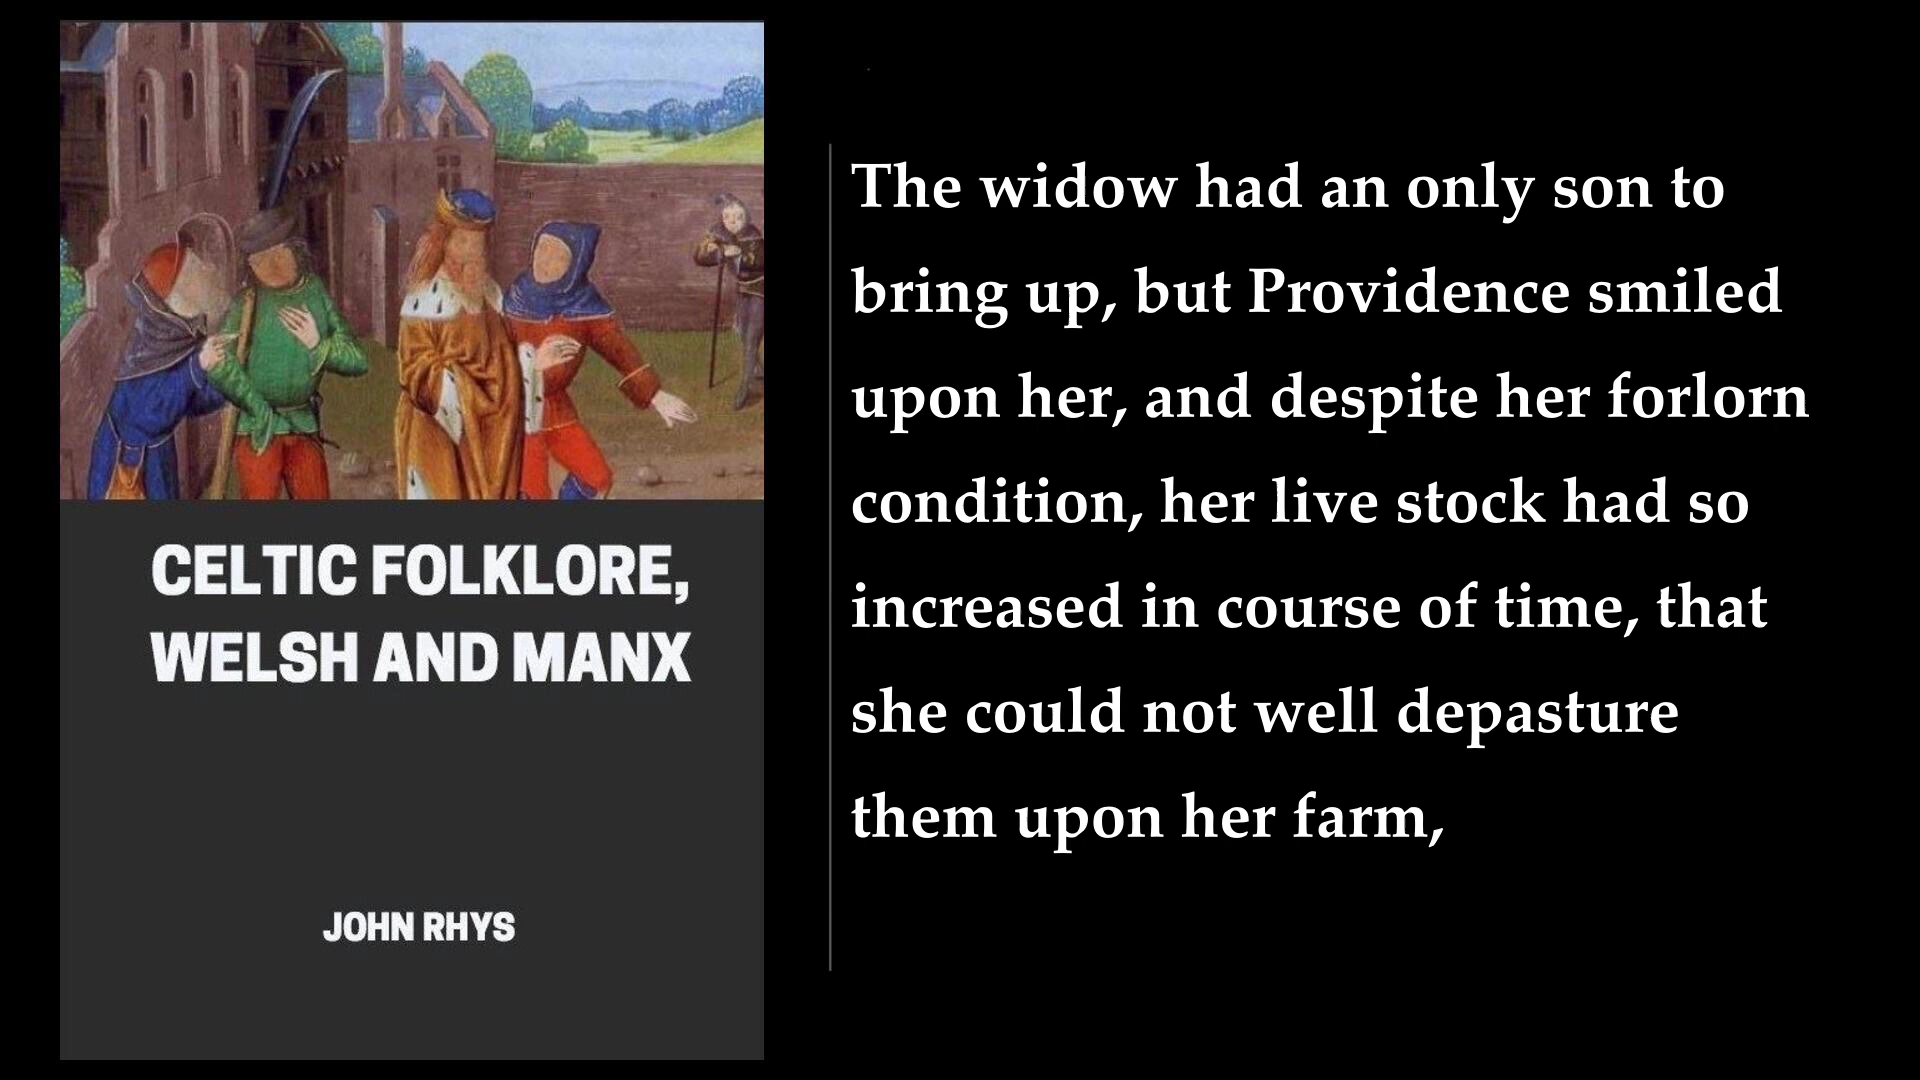 CELTIC FOLKLORE,
WELSH AND MANX
JOHN RHYS
The widow had an only son to
bring up, but Providence smiled
upon her, and despite her forlorn
condition, her live stock had so
increased in course of time, that
she could not well depasture
them upon her farm,